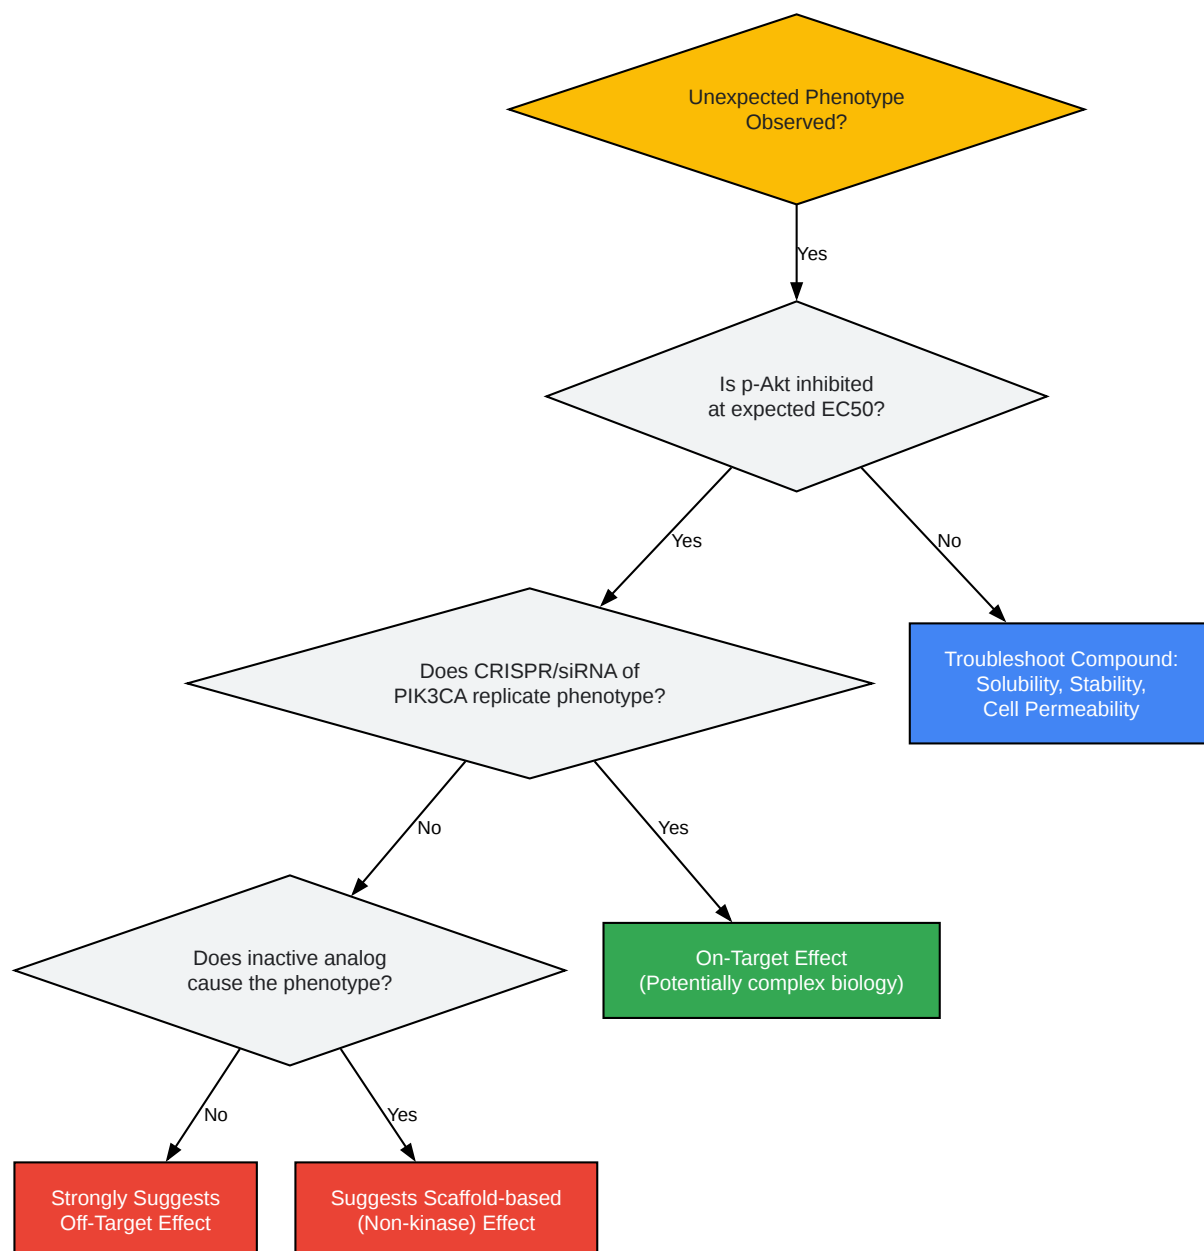 Unexpected Phenotype
Observed?
Yes
Is p-Akt inhibited
at expected EC50?
Yes
No
Does CRISPR/siRNA of
PIK3CA replicate phenotype?
Troubleshoot Compound:
Solubility, Stability,
Cell Permeability
No
Yes
Does inactive analog
cause the phenotype?
On-Target Effect
(Potentially complex biology)
No
Yes
Strongly Suggests
Off-Target Effect
Suggests Scaffold-based
(Non-kinase) Effect